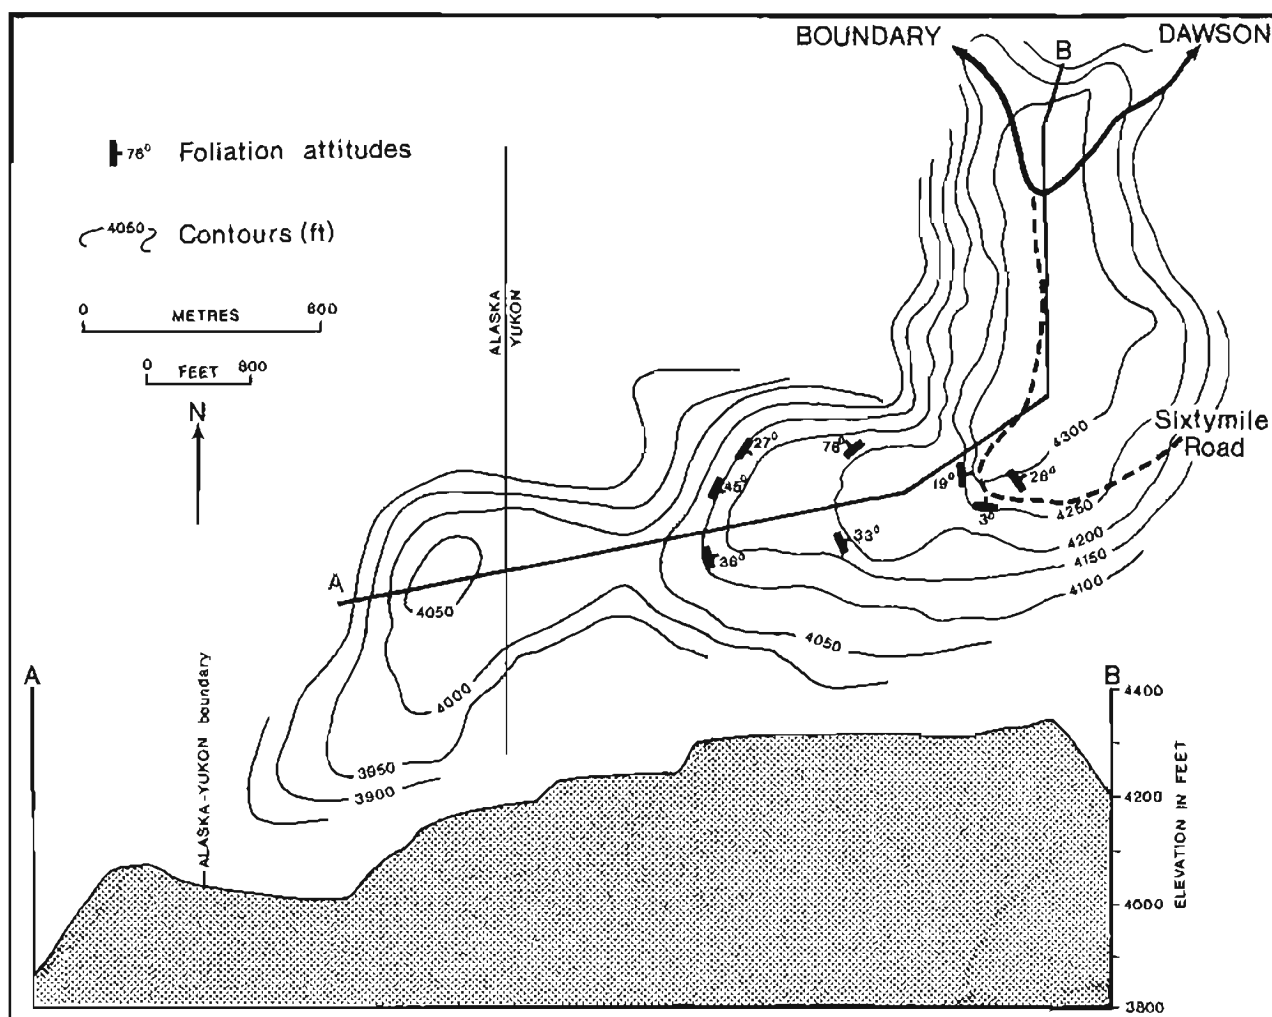 BOUNDARY
DAWSON
B
76° Foliation attitudes
4050 Contours (ft)
0 600
METRES
0 800
FEET
N
ALASKA
YUKON
Sixtymile
Road
4300
27°
76°
45°
19°
28°
3°
4250
33°
36°
4200
4150
4100
A
4050
4050
4000
3950
3900
A
B
ALASKA-YUKON boundary
4400
4200
4000
3800
ELEVATION IN FEET